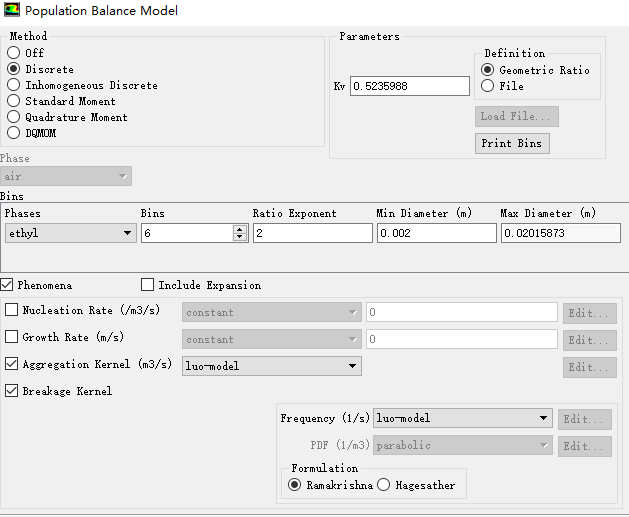 Population Balance Model
Method
Off
Discrete
Inhomogeneous Discrete
Standard Moment
Quadrature Moment
DQMOM
Parameters
Kv 0.5235988
Definition
Geometric Ratio
File
Load File...
Print Bins
Phase
air
Bins
Phases Bins Ratio Exponent Min Diameter (m) Max Diameter (m)
ethyl 6 2 0.002 0.02015873
Phenomena Include Expansion
Nucleation Rate (/m3/s) constant 0 Edit...
Growth Rate (m/s) constant 0 Edit...
Aggregation Kernel (m3/s) luo-model Edit...
Breakage Kernel
Frequency (1/s) luo-model Edit...
PDF (1/m3) parabolic Edit...
Formulation
Ramakrishna Hagesather